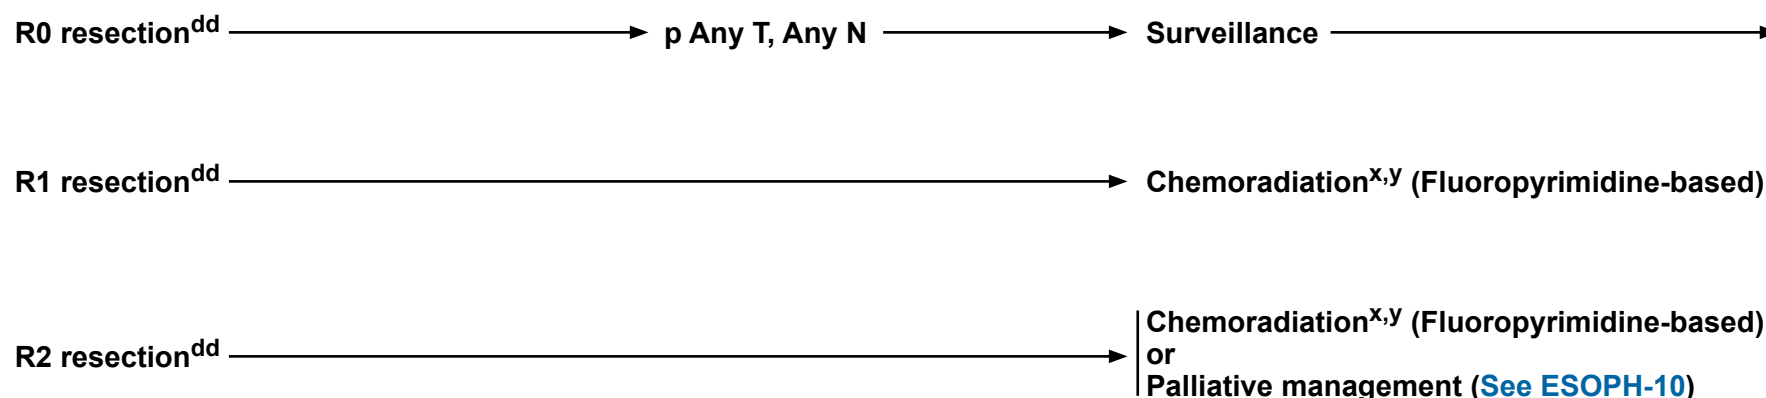 R0 resectiondd p Any T, Any N Surveillance
R1 resectiondd Chemoradiationx,y (Fluoropyrimidine-based)
Chemoradiationx,y (Fluoropyrimidine-based)
R2 resectiondd or
Palliative management (See ESOPH-10)